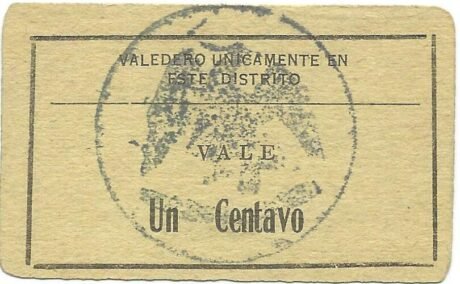 VALEDERO UNICAMENTE EN
ESTE DISTRITO
VALE
Un Centavo